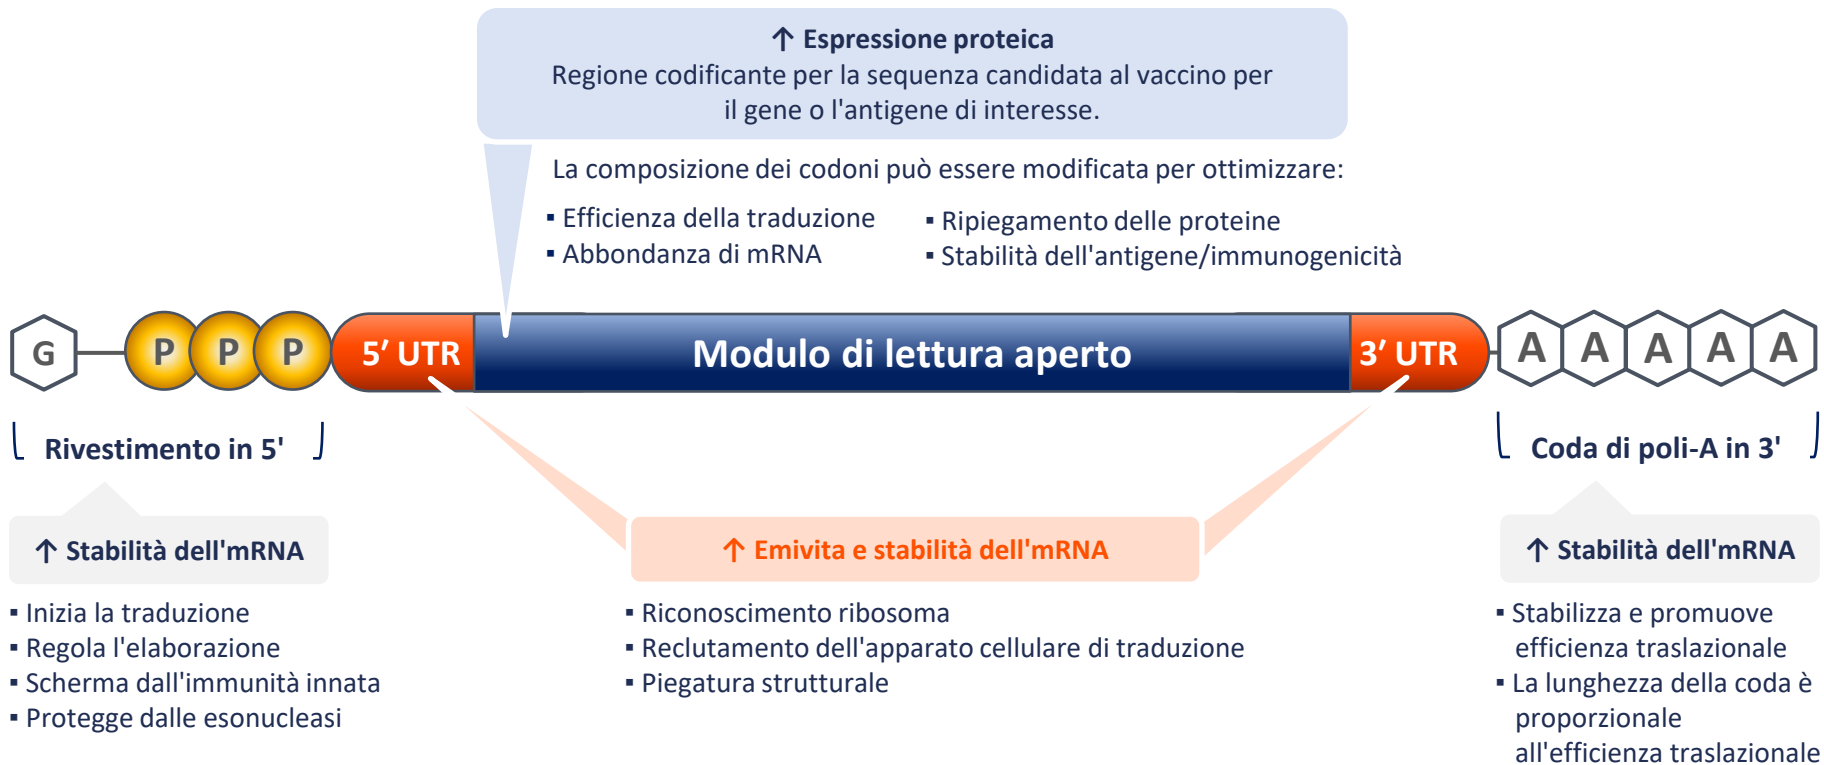 ↑ Espressione proteica
Regione codificante per la sequenza candidata al vaccino per
il gene o l'antigene di interesse.
La composizione dei codoni può essere modificata per ottimizzare:
▪ Efficienza della traduzione
▪ Abbondanza di mRNA
▪ Ripiegamento delle proteine
▪ Stabilità dell'antigene/immunogenicità
G P P P 5′ UTR Modulo di lettura aperto 3′ UTR A A A A A
Rivestimento in 5'
↑ Stabilità dell'mRNA
▪ Inizia la traduzione
▪ Regola l'elaborazione
▪ Scherma dall'immunità innata
▪ Protegge dalle esonucleasi
↑ Emivita e stabilità dell'mRNA
▪ Riconoscimento ribosoma
▪ Reclutamento dell'apparato cellulare di traduzione
▪ Piegatura strutturale
Coda di poli-A in 3'
↑ Stabilità dell'mRNA
▪ Stabilizza e promuove
efficienza traslazionale
▪ La lunghezza della coda è
proporzionale
all'efficienza traslazionale